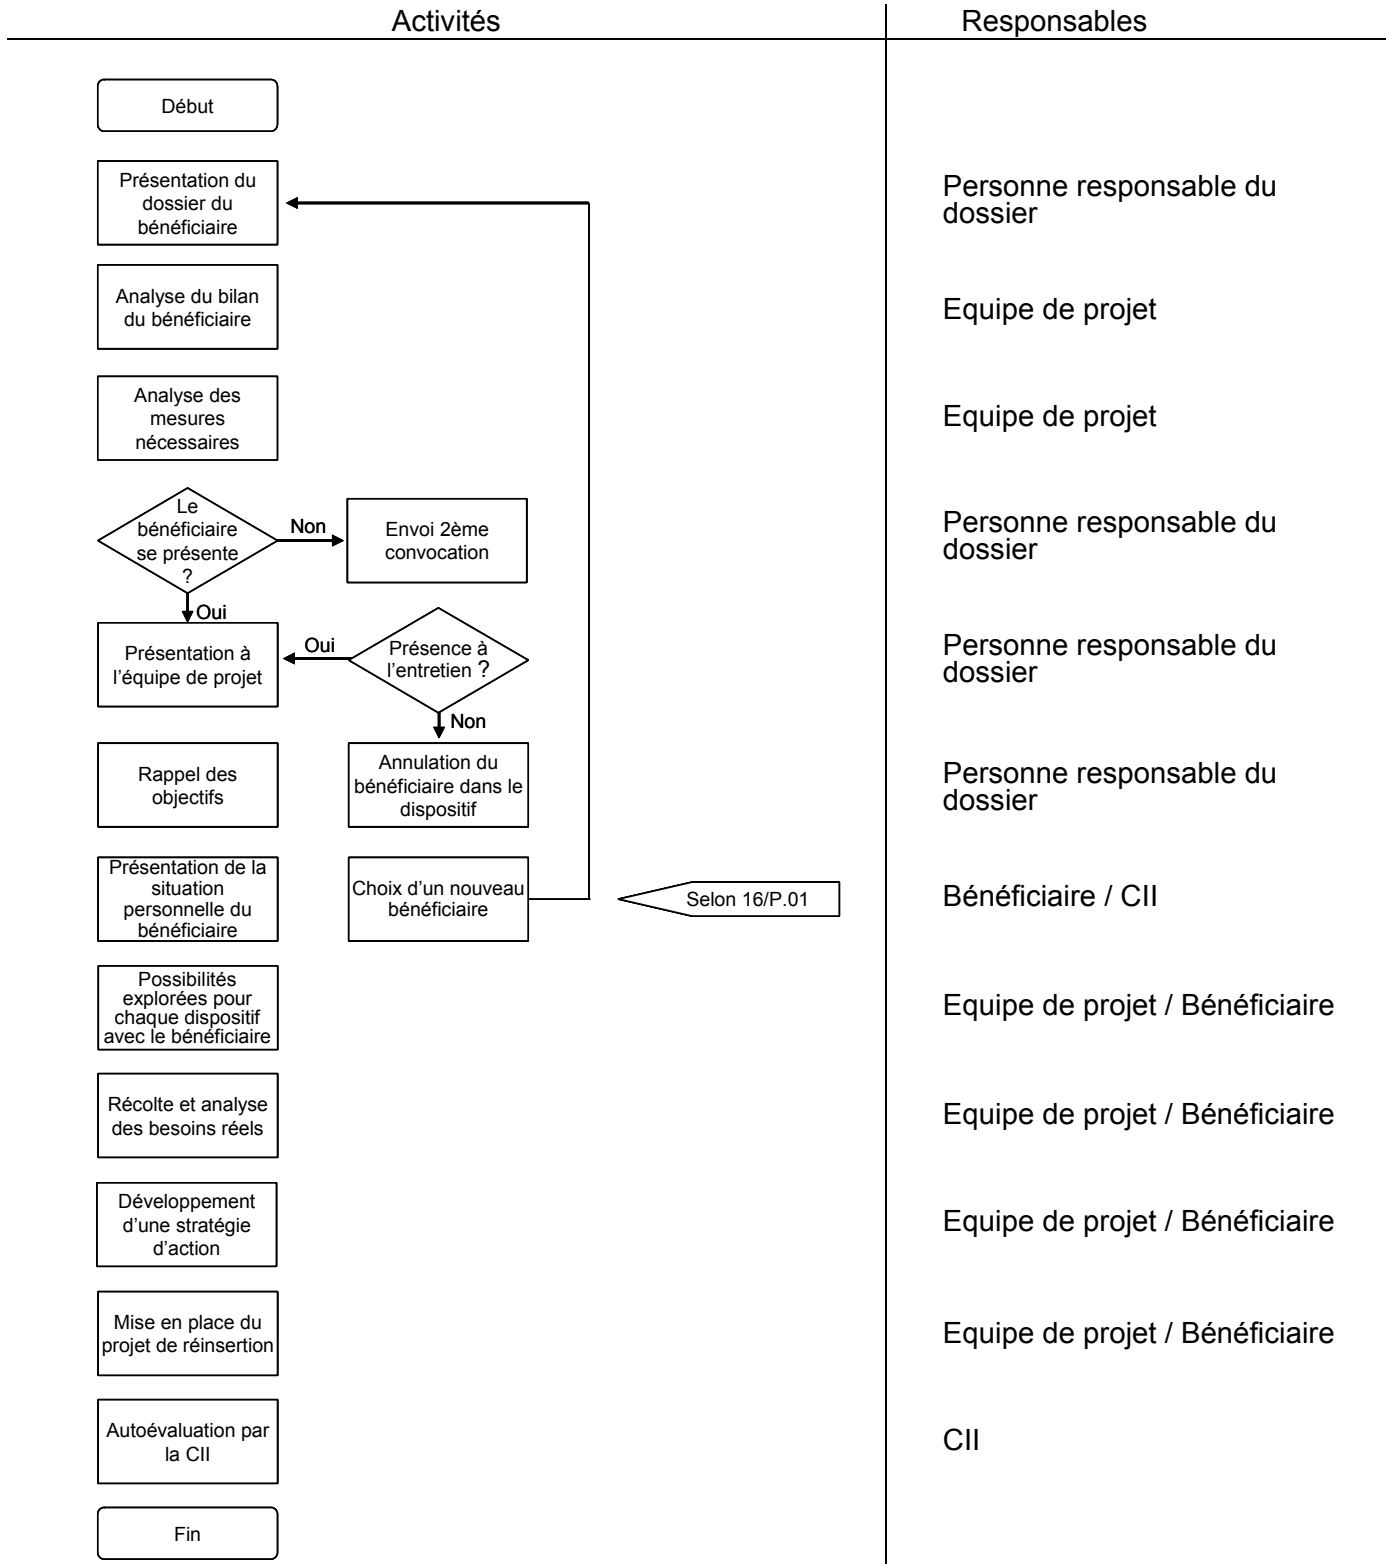 Activités
Responsables
Début
Présentation du
dossier du
bénéficiaire
Personne responsable du
dossier
Analyse du bilan
du bénéficiaire
Equipe de projet
Analyse des
mesures
nécessaires
Equipe de projet
Le
bénéficiaire
se présente
?
Non
Envoi 2ème
convocation
Personne responsable du
dossier
Oui
Présentation à
l’équipe de projet
Oui
Présence à
l’entretien ?
Personne responsable du
dossier
Non
Rappel des
objectifs
Annulation du
bénéficiaire dans le
dispositif
Personne responsable du
dossier
Présentation de la
situation
personnelle du
bénéficiaire
Choix d’un nouveau
bénéficiaire
Selon 16/P.01
Bénéficiaire / CII
Possibilités
explorées pour
chaque dispositif
avec le bénéficiaire
Equipe de projet / Bénéficiaire
Récolte et analyse
des besoins réels
Equipe de projet / Bénéficiaire
Développement
d’une stratégie
d’action
Equipe de projet / Bénéficiaire
Mise en place du
projet de réinsertion
Equipe de projet / Bénéficiaire
Autoévaluation par
la CII
CII
Fin